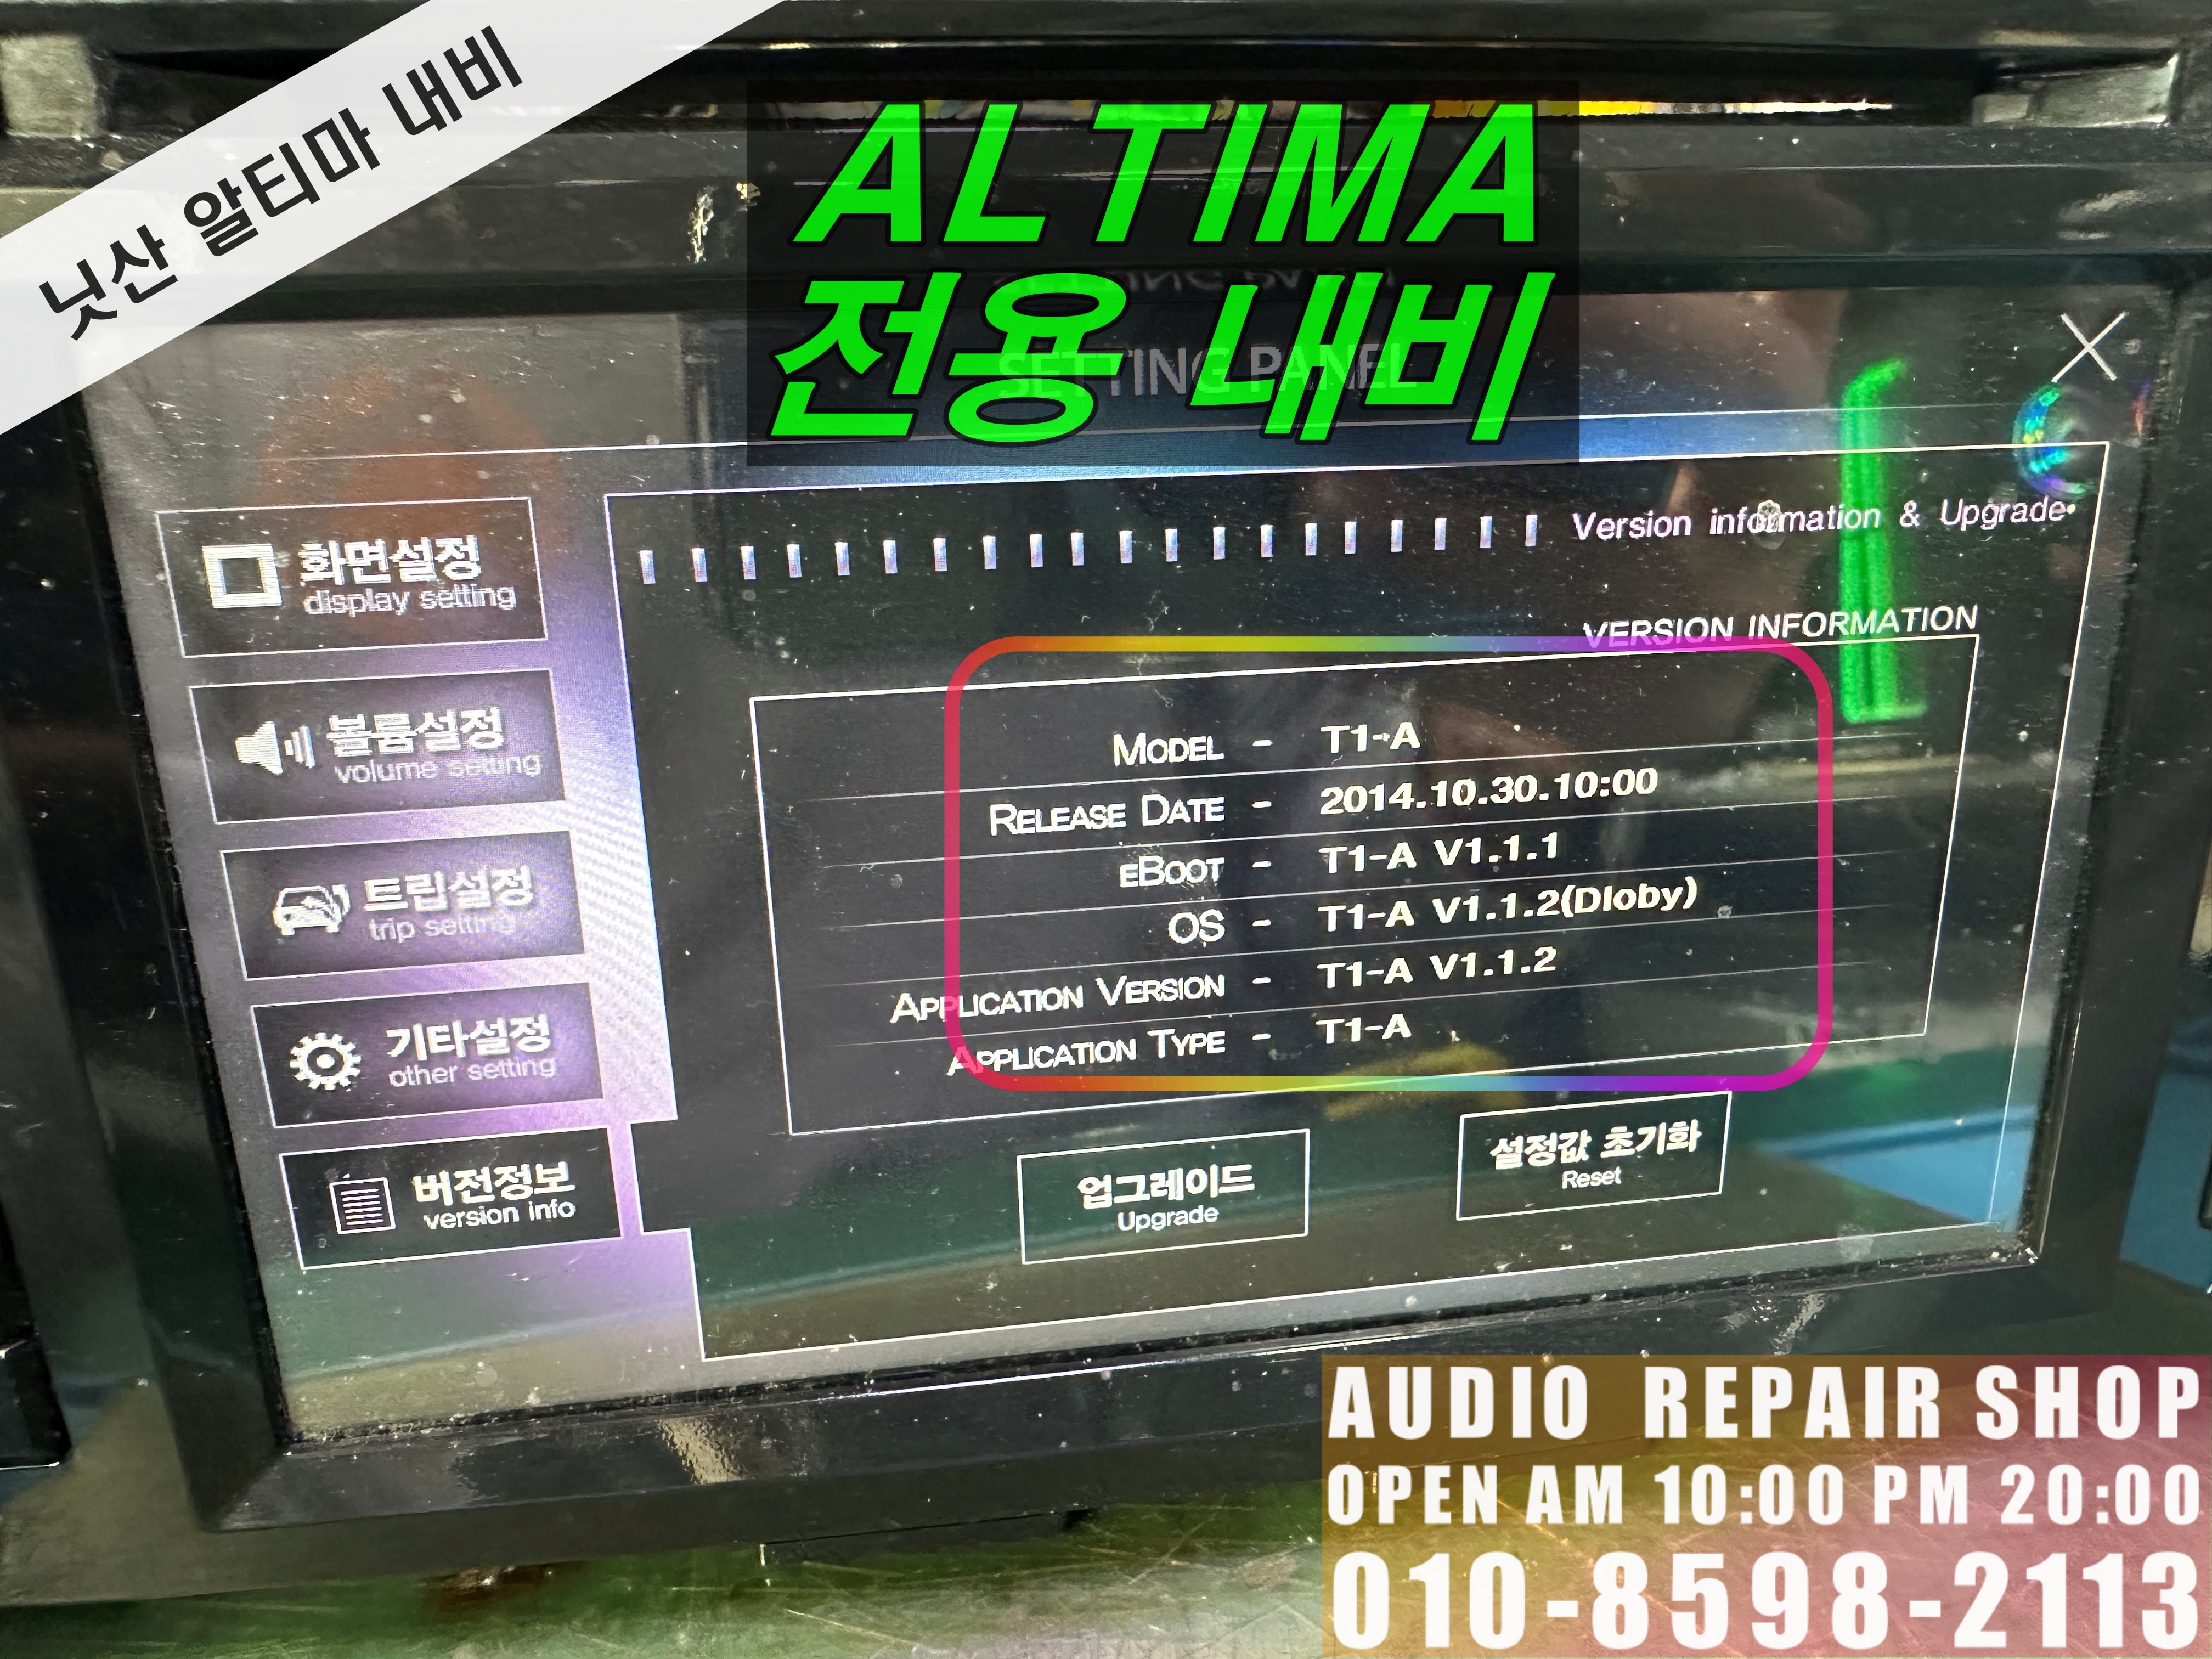 닛산 알티마 내비
ALTIMA
전용 내비
SETTING PANEL
화면설정
display setting
볼륨설정
volume setting
트립설정
trip setting
기타설정
other setting
버전정보
version info
Version information & Upgrade
VERSION INFORMATION
MODEL - T1-A
RELEASE DATE - 2014.10.30.10:00
EBOOT - T1-A V1.1.1
OS - T1-A V1.1.2(Dloby)
APPLICATION VERSION - T1-A V1.1.2
APPLICATION TYPE - T1-A
업그레이드
Upgrade
설정값 초기화
Reset
AUDIO REPAIR SHOP
OPEN AM 10:00 PM 20:00
010-8598-2113